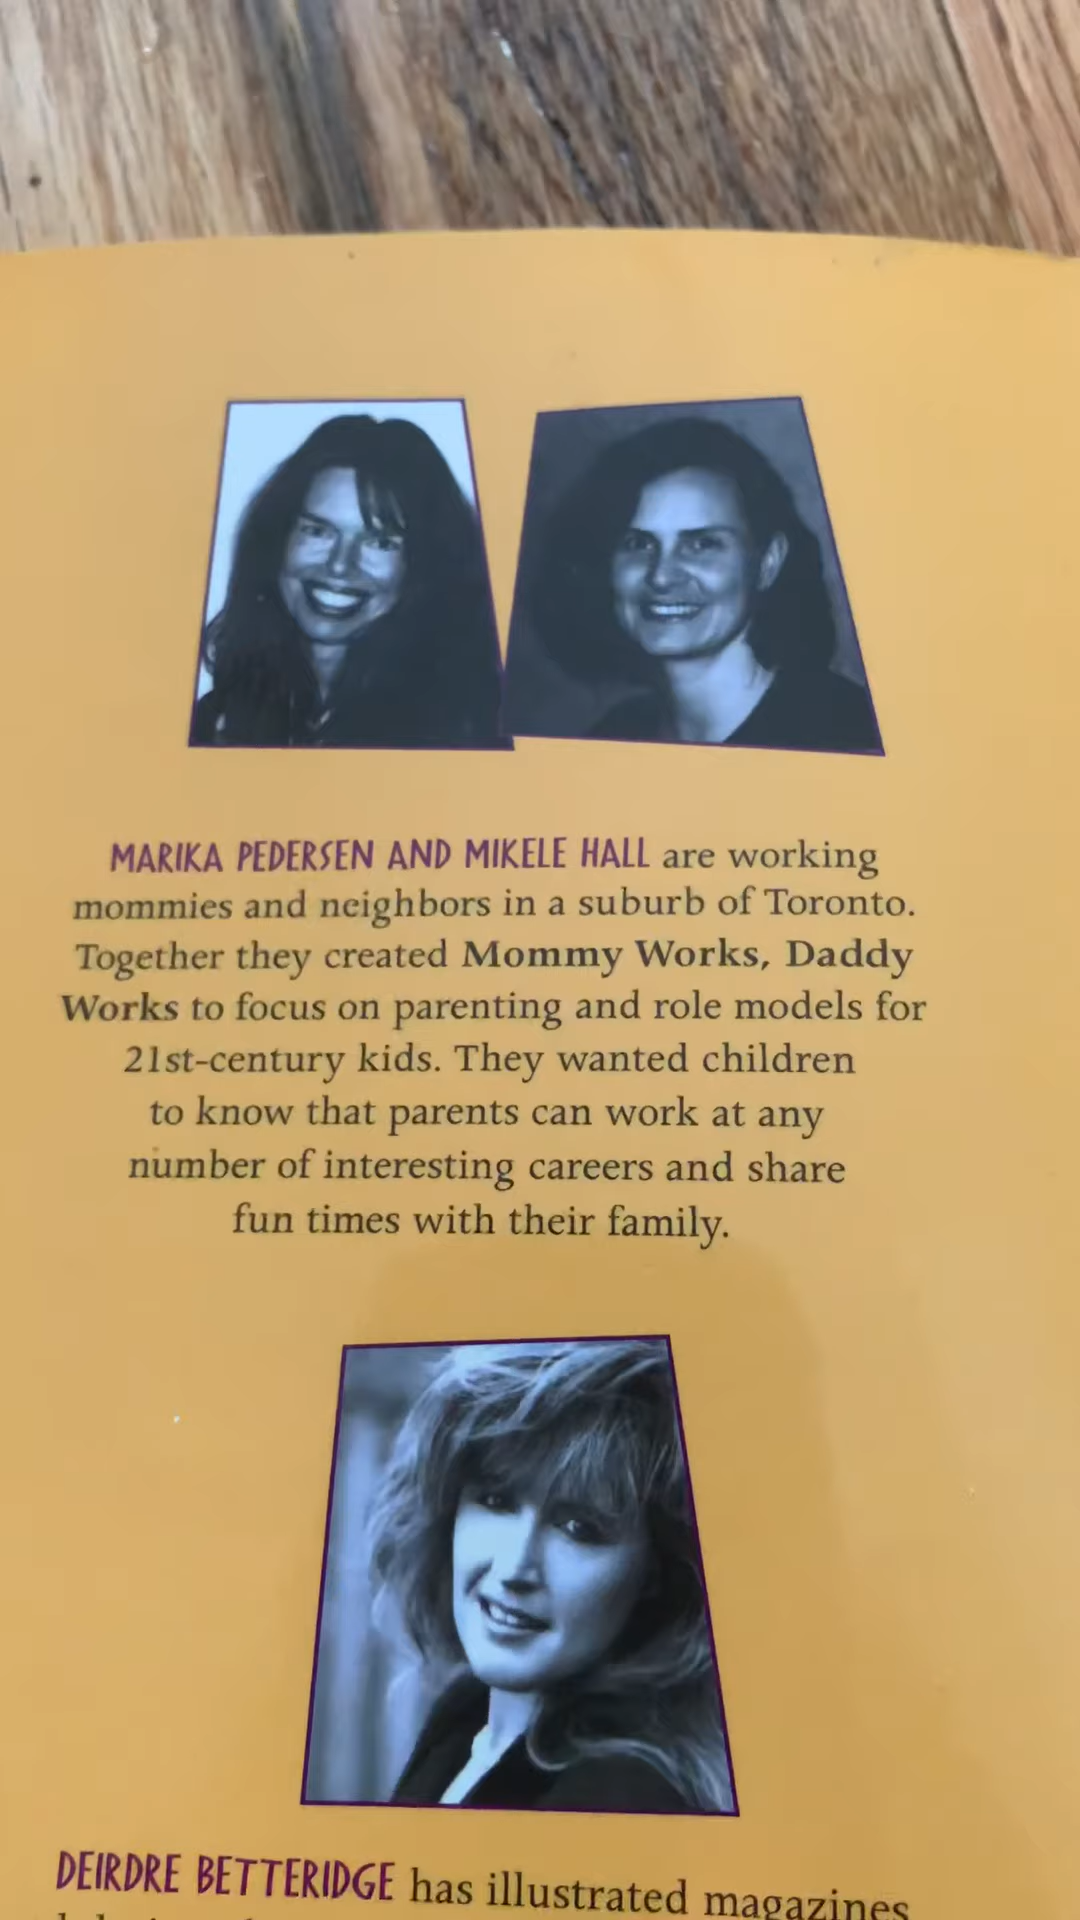 MARIKA PEDERSEN AND MIKELE HALL are working
mommies and neighbors in a suburb of Toronto.
Together they created Mommy Works, Daddy
Works to focus on parenting and role models for
21st-century kids. They wanted children
to know that parents can work at any
number of interesting careers and share
fun times with their family.
DEIRDRE BETTERIDGE has illustrated magazines